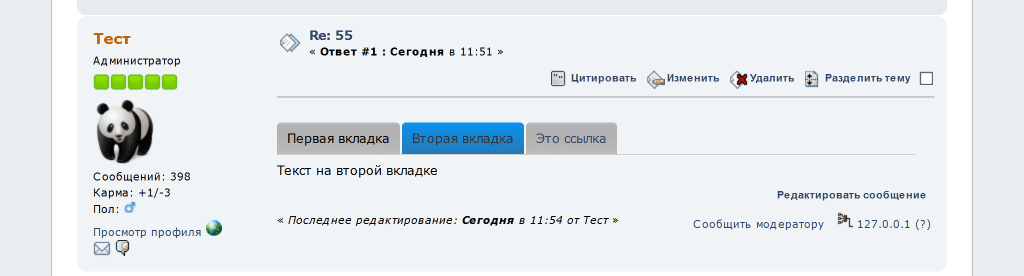 Тест
Администратор
Сообщений: 398
Карма: +1/-3
Пол:
Просмотр профиля
Re: 55
« Ответ #1 : Сегодня в 11:51 »
Цитировать Изменить Удалить Разделить тему
Первая вкладка Вторая вкладка Это ссылка
Текст на второй вкладке
Редактировать сообщение
« Последнее редактирование: Сегодня в 11:54 от Тест »
Сообщить модератору 127.0.0.1 (?)